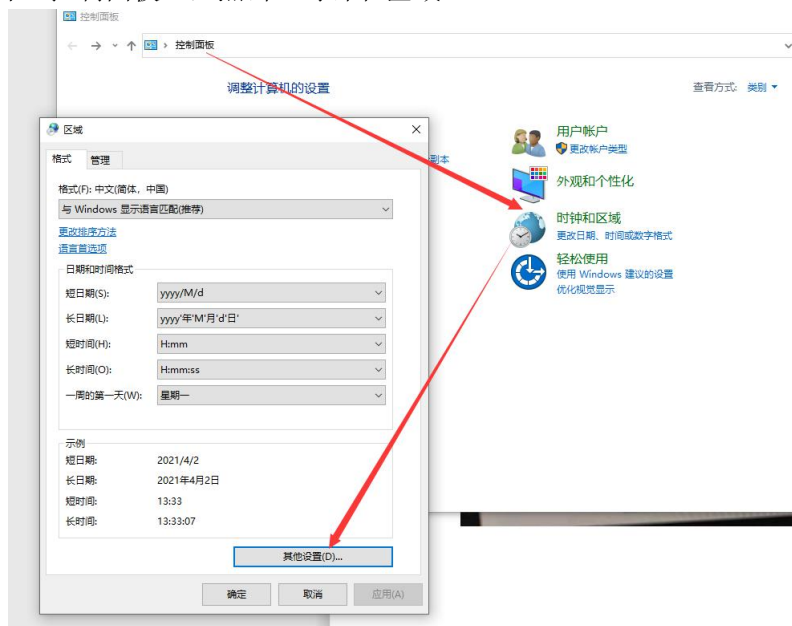 控制面板
控制面板
调整计算机的设置
查看方式: 类别
用户帐户
更改帐户类型
副本
外观和个性化
时钟和区域
更改日期、时间或数字格式
轻松使用
使用 Windows 建议的设置
优化视觉显示
区域
格式 管理
格式(F): 中文(简体，中国)
与 Windows 显示语言匹配(推荐)
更改排序方法
语言首选项
日期和时间格式
短日期(S): yyyy/M/d
长日期(L): yyyy'年'M'月'd'日'
短时间(H): H:mm
长时间(O): H:mm:ss
一周的第一天(W): 星期一
示例
短日期: 2021/4/2
长日期: 2021年4月2日
短时间: 13:33
长时间: 13:33:07
其他设置(D)...
确定 取消 应用(A)